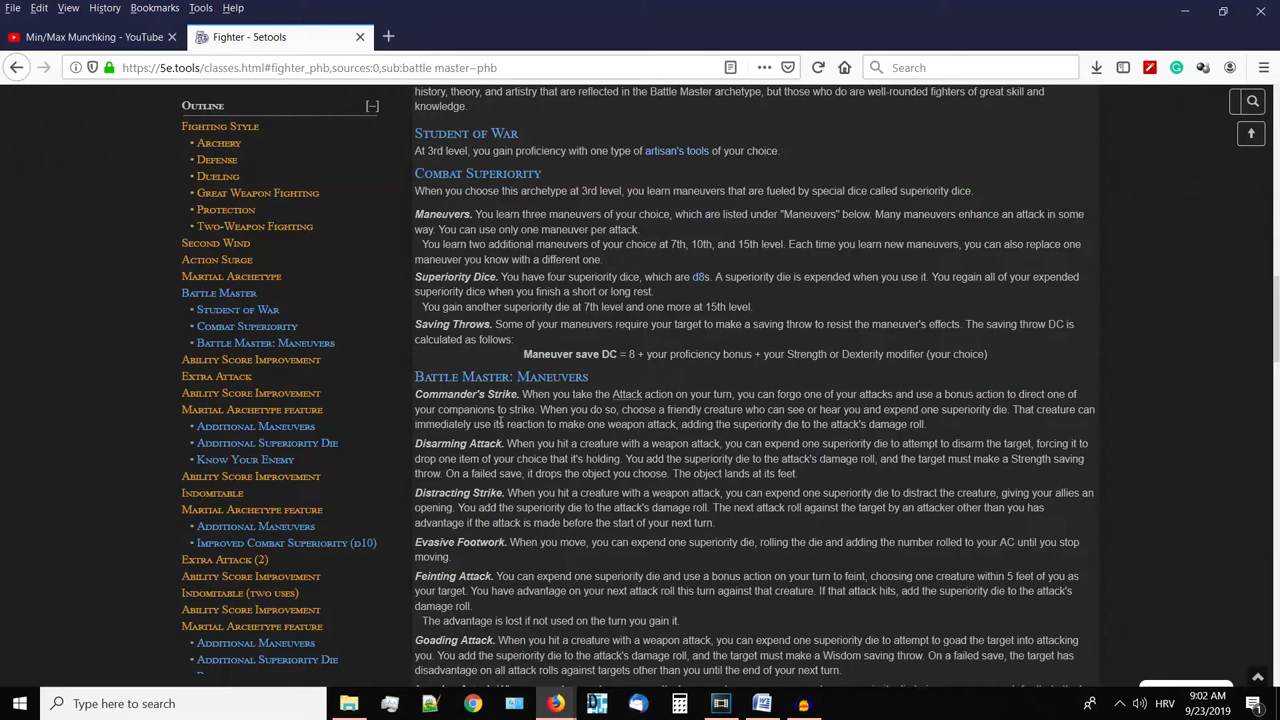 File Edit View History Bookmarks Tools Help
Min/Max Munchking - YouTube
Fighter - 5etools
https://5e.tools/classes.html#fighter_phb,sources:0,sub:battle master~phb
Search
Outline [–]
Fighting Style
• Archery
• Defense
• Dueling
• Great Weapon Fighting
• Protection
• Two-Weapon Fighting
Second Wind
Action Surge
Martial Archetype
Battle Master
• Student of War
• Combat Superiority
• Battle Master: Maneuvers
Ability Score Improvement
Extra Attack
Ability Score Improvement
Martial Archetype feature
• Additional Maneuvers
• Additional Superiority Die
• Know Your Enemy
Ability Score Improvement
Indomitable
Martial Archetype feature
• Additional Maneuvers
• Improved Combat Superiority (d10)
Extra Attack (2)
Ability Score Improvement
Indomitable (two uses)
Ability Score Improvement
Martial Archetype feature
• Additional Maneuvers
• Additional Superiority Die
history, theory, and artistry that are reflected in the Battle Master archetype, but those who do are well-rounded fighters of great skill and
knowledge.
Student of War
At 3rd level, you gain proficiency with one type of artisan's tools of your choice.
Combat Superiority
When you choose this archetype at 3rd level, you learn maneuvers that are fueled by special dice called superiority dice.
Maneuvers. You learn three maneuvers of your choice, which are listed under "Maneuvers" below. Many maneuvers enhance an attack in some
way. You can use only one maneuver per attack.
You learn two additional maneuvers of your choice at 7th, 10th, and 15th level. Each time you learn new maneuvers, you can also replace one
maneuver you know with a different one.
Superiority Dice. You have four superiority dice, which are d8s. A superiority die is expended when you use it. You regain all of your expended
superiority dice when you finish a short or long rest.
You gain another superiority die at 7th level and one more at 15th level.
Saving Throws. Some of your maneuvers require your target to make a saving throw to resist the maneuver's effects. The saving throw DC is
calculated as follows:
Maneuver save DC = 8 + your proficiency bonus + your Strength or Dexterity modifier (your choice)
Battle Master: Maneuvers
Commander's Strike. When you take the Attack action on your turn, you can forgo one of your attacks and use a bonus action to direct one of
your companions to strike. When you do so, choose a friendly creature who can see or hear you and expend one superiority die. That creature can
immediately use its reaction to make one weapon attack, adding the superiority die to the attack's damage roll.
Disarming Attack. When you hit a creature with a weapon attack, you can expend one superiority die to attempt to disarm the target, forcing it to
drop one item of your choice that it's holding. You add the superiority die to the attack's damage roll, and the target must make a Strength saving
throw. On a failed save, it drops the object you choose. The object lands at its feet.
Distracting Strike. When you hit a creature with a weapon attack, you can expend one superiority die to distract the creature, giving your allies an
opening. You add the superiority die to the attack's damage roll. The next attack roll against the target by an attacker other than you has
advantage if the attack is made before the start of your next turn.
Evasive Footwork. When you move, you can expend one superiority die, rolling the die and adding the number rolled to your AC until you stop
moving.
Feinting Attack. You can expend one superiority die and use a bonus action on your turn to feint, choosing one creature within 5 feet of you as
your target. You have advantage on your next attack roll this turn against that creature. If that attack hits, add the superiority die to the attack's
damage roll.
The advantage is lost if not used on the turn you gain it.
Goading Attack. When you hit a creature with a weapon attack, you can expend one superiority die to attempt to goad the target into attacking
you. You add the superiority die to the attack's damage roll, and the target must make a Wisdom saving throw. On a failed save, the target has
disadvantage on all attack rolls against targets other than you until the end of your next turn.
Type here to search
HRV
9:02 AM
9/23/2019